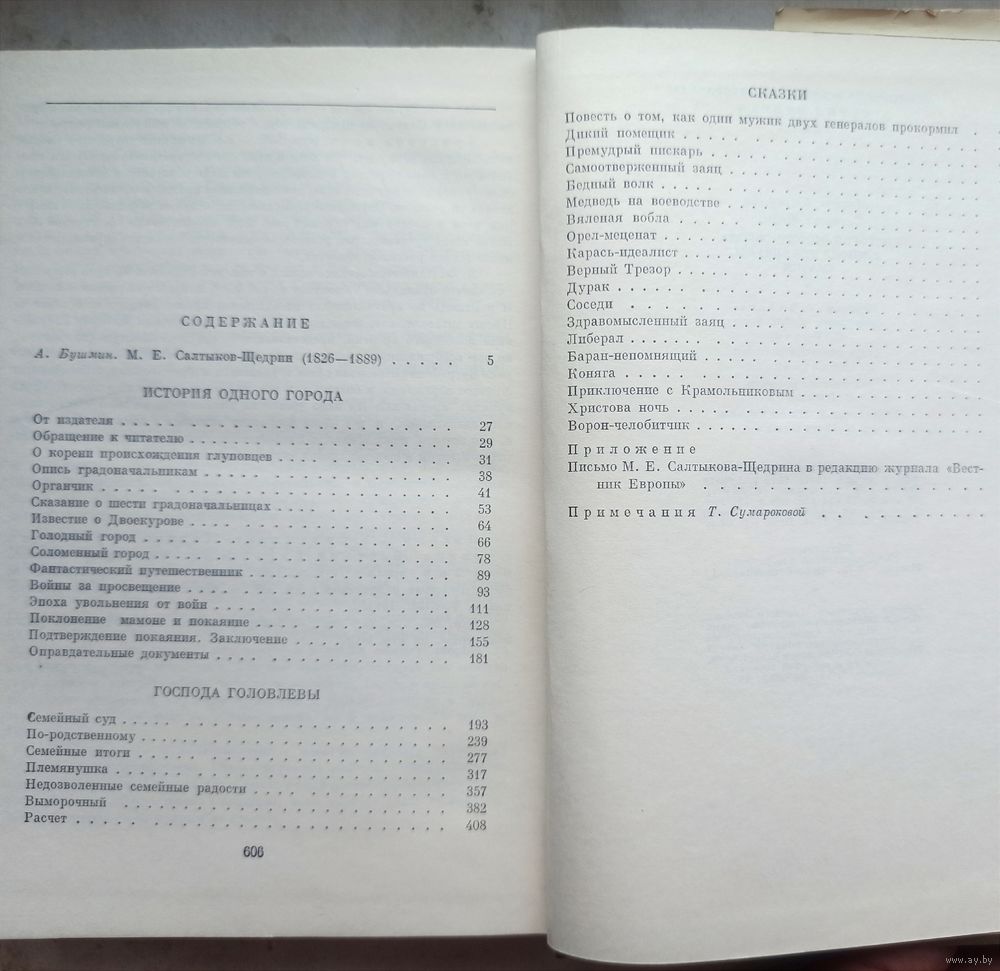 СОДЕРЖАНИЕ
А. Бушмин. М. Е. Салтыков-Щедрин (1826—1889) . . . . . 5
ИСТОРИЯ ОДНОГО ГОРОДА
От издателя . . . . . 27
Обращение к читателю . . . . . 29
О корени происхождения глуповцев . . . . . 31
Опись градоначальникам . . . . . 38
Органчик . . . . . 41
Сказание о шести градоначальницах . . . . . 53
Известие о Двоекурове . . . . . 64
Голодный город . . . . . 66
Соломенный город . . . . . 78
Фантастический путешественник . . . . . 89
Войны за просвещение . . . . . 93
Эпоха увольнения от войн . . . . . 111
Поклонение мамоне и покаяние . . . . . 128
Подтверждение покаяния. Заключение . . . . . 155
Оправдательные документы . . . . . 181
ГОСПОДА ГОЛОВЛЕВЫ
Семейный суд . . . . . 193
По-родственному . . . . . 239
Семейные итоги . . . . . 277
Племянушка . . . . . 317
Недозволенные семейные радости . . . . . 357
Выморочный . . . . . 382
Расчет . . . . . 408
606
СКАЗКИ
Повесть о том, как один мужик двух генералов прокормил .
Дикий помещик . . . . .
Премудрый пискарь . . . . .
Самоотверженный заяц . . . . .
Бедный волк . . . . .
Медведь на воеводстве . . . . .
Вяленая вобла . . . . .
Орел-меценат . . . . .
Карась-идеалист . . . . .
Верный Трезор . . . . .
Дурак . . . . .
Соседи . . . . .
Здравомысленный заяц . . . . .
Либерал . . . . .
Баран-непомнящий . . . . .
Коняга . . . . .
Приключение с Крамольниковым . . . . .
Христова ночь . . . . .
Ворон-челобитчик . . . . .
Приложение
Письмо М. Е. Салтыкова-Щедрина в редакцию журнала «Вест-
ник Европы» . . . . .
Примечания Т. Сумароковой . . . . .
www.ay.by